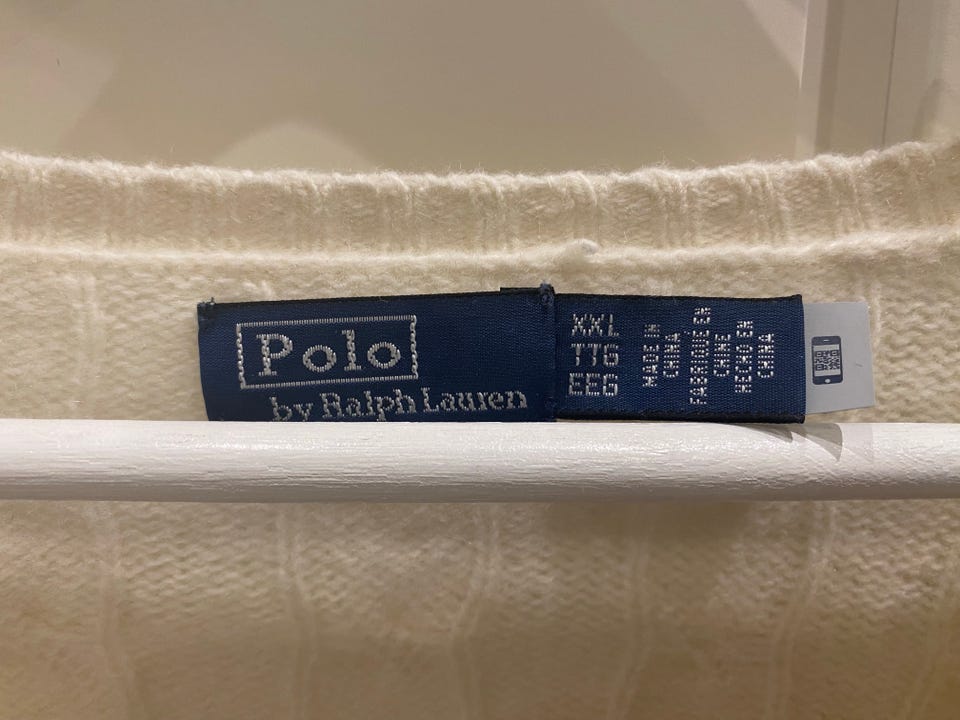 Polo
by Ralph Lauren
XXL
TTG
EEG
MADE IN
CHINA
FABRIQUÉ EN
CHINE
HECHO EN
CHINA